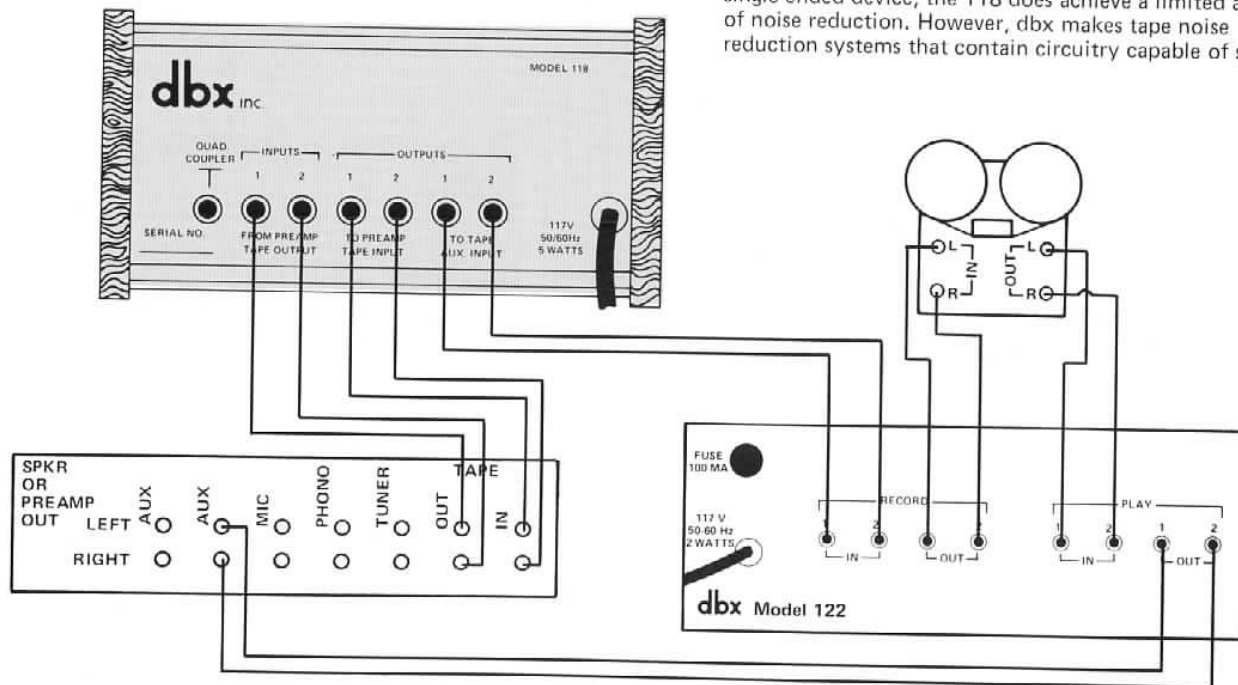 of noise reduction. However, dbx makes tape noise
reduction systems that contain circuitry capable of
MODEL 118
dbx inc.
QUAD COUPLER
INPUTS
OUTPUTS
1 2 1 2 1 2
SERIAL NO.
FROM PREAMP TAPE OUTPUT
TO PREAMP TAPE INPUT
TO TAPE AUX. INPUT
117V
50/60Hz
5 WATTS
L IN R
L OUT R
SPKR
OR
PREAMP
OUT
AUX AUX MIC PHONO TUNER
TAPE
OUT IN
LEFT
RIGHT
FUSE
100 MA
117 V
50-60 Hz
2 WATTS
RECORD
PLAY
1 2 1 2 1 2
IN OUT IN OUT
dbx Model 122